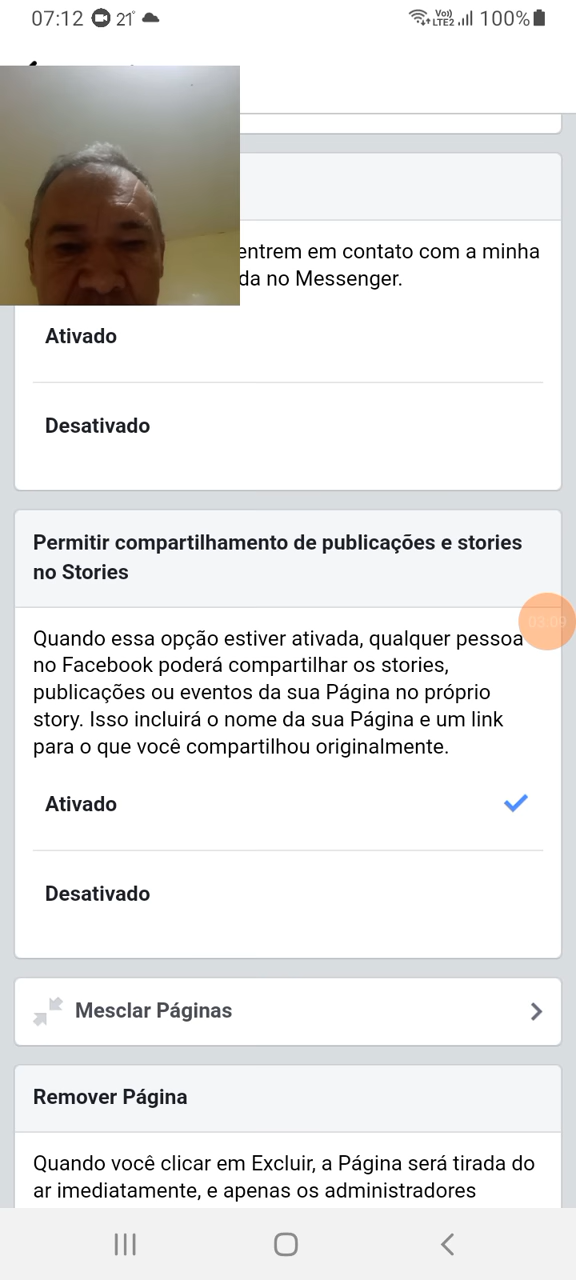 07:12 21° Vo)) LTE2 100%
entrem em contato com a minha
da no Messenger.
Ativado
Desativado
Permitir compartilhamento de publicações e stories
no Stories
Quando essa opção estiver ativada, qualquer pessoa
no Facebook poderá compartilhar os stories,
publicações ou eventos da sua Página no próprio
story. Isso incluirá o nome da sua Página e um link
para o que você compartilhou originalmente.
03:09
Ativado
Desativado
Mesclar Páginas
Remover Página
Quando você clicar em Excluir, a Página será tirada do
ar imediatamente, e apenas os administradores